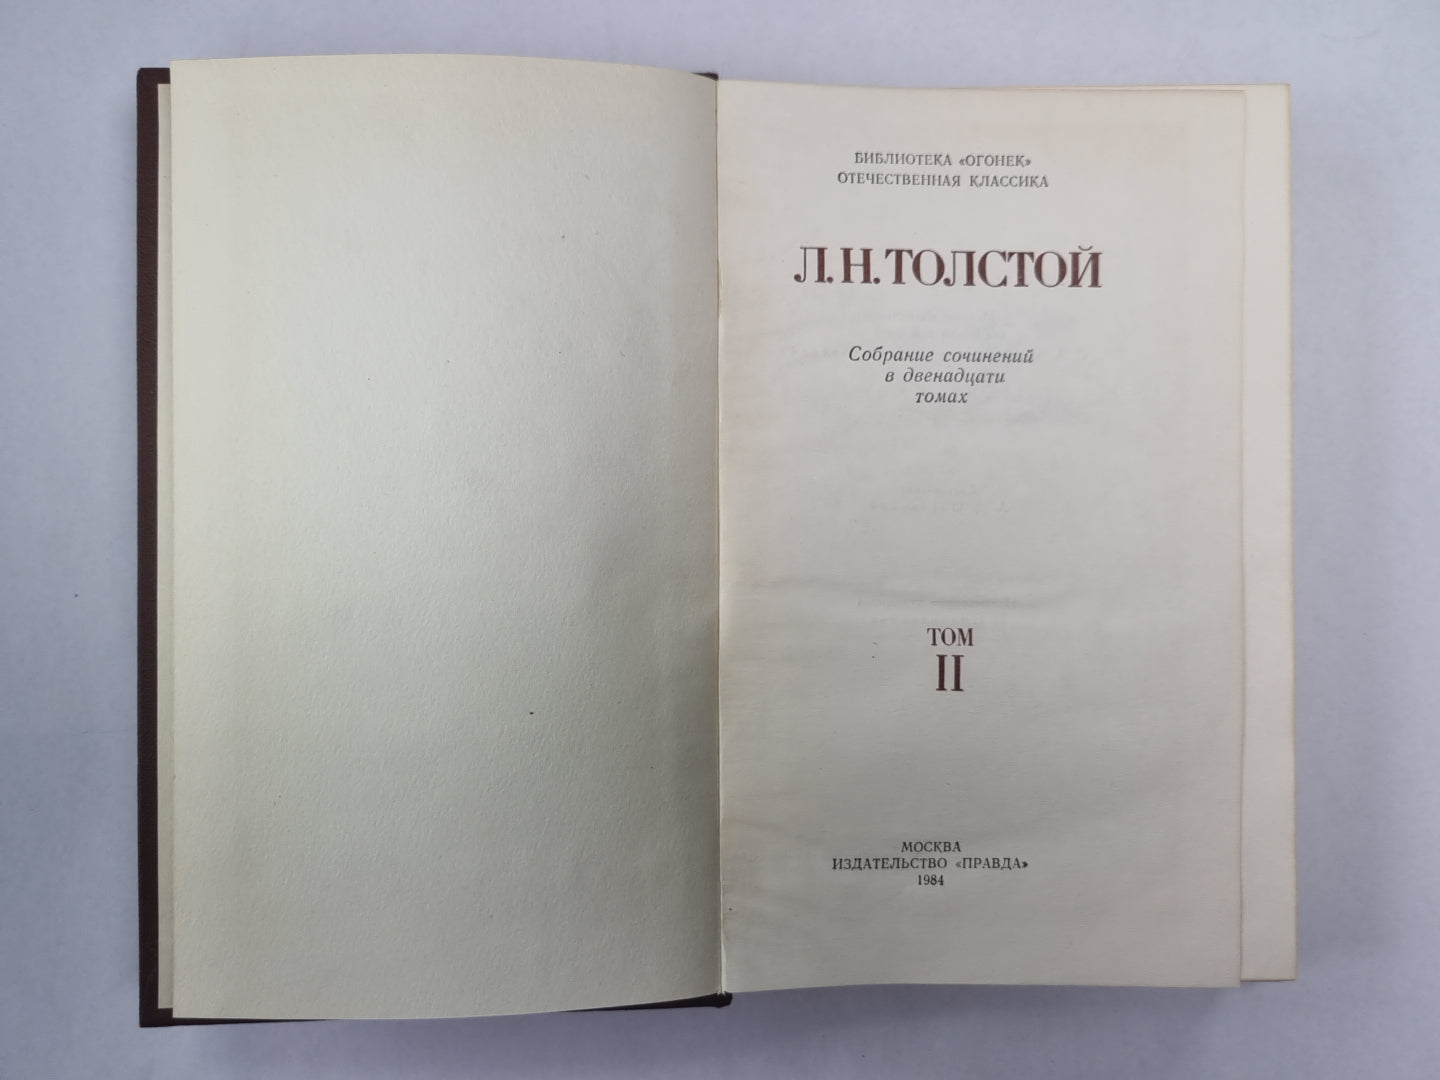 БИБЛИОТЕКА «ОГОНЕК»
ОТЕЧЕСТВЕННАЯ КЛАССИКА
Л. Н. ТОЛСТОЙ
Собрание сочинений
в двенадцати
томах
ТОМ
II
МОСКВА
ИЗДАТЕЛЬСТВО «ПРАВДА»
1984